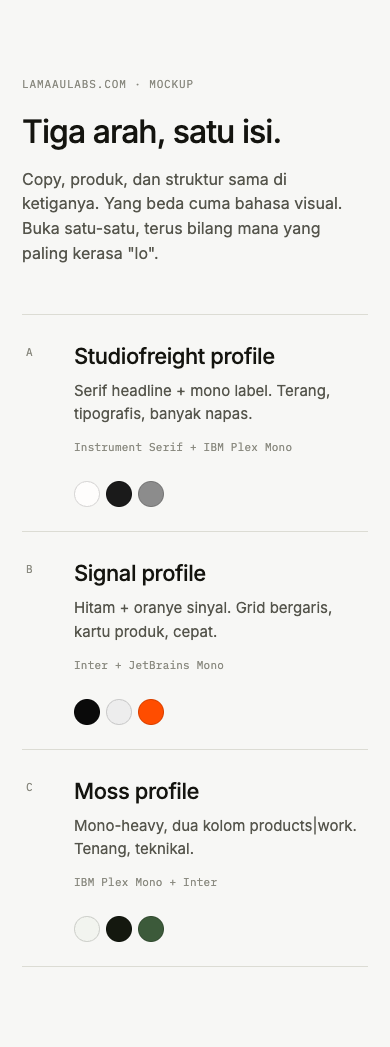 LAMAAULABS.COM · MOCKUP
Tiga arah, satu isi.
Copy, produk, dan struktur sama di
ketiganya. Yang beda cuma bahasa visual.
Buka satu-satu, terus bilang mana yang
paling kerasa "lo".
A
Studiofreight profile
Serif headline + mono label. Terang,
tipografis, banyak napas.
Instrument Serif + IBM Plex Mono
B
Signal profile
Hitam + oranye sinyal. Grid bergaris,
kartu produk, cepat.
Inter + JetBrains Mono
C
Moss profile
Mono-heavy, dua kolom products|work.
Tenang, teknikal.
IBM Plex Mono + Inter